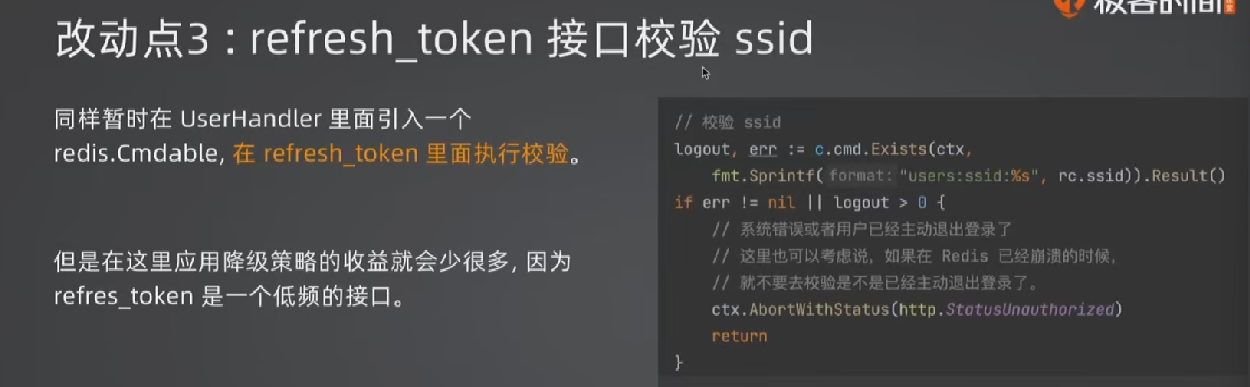 极客时间
改动点3：refresh_token 接口校验 ssid
同样暂时在 UserHandler 里面引入一个
redis.Cmdable, 在 refresh_token 里面执行校验。
但是在这里应用降级策略的收益就会少很多, 因为
refres_token 是一个低频的接口。
// 校验 ssid
logout, err := c.cmd.Exists(ctx,
fmt.Sprintf( format: "users:ssid:%s", rc.ssid)).Result()
if err != nil || logout > 0 {
// 系统错误或者用户已经主动退出登录了
// 这里也可以考虑说，如果在 Redis 已经崩溃的时候，
// 就不要去校验是不是已经主动退出登录了。
ctx.AbortWithStatus(http.StatusUnauthorized)
return
}